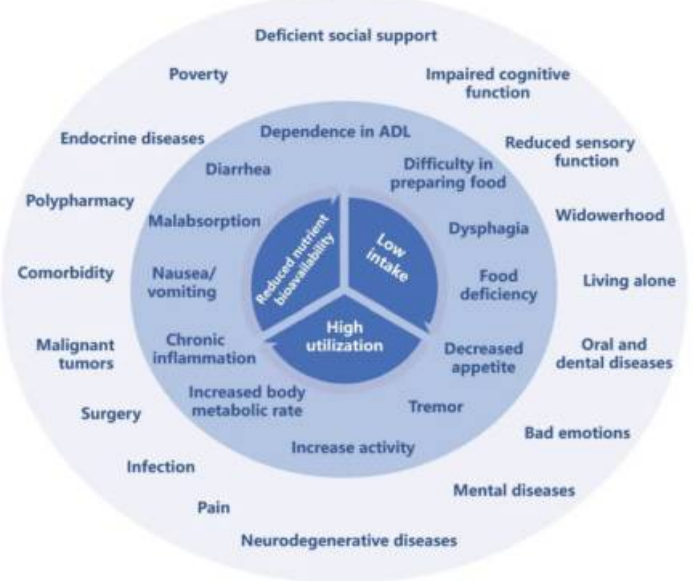 Deficient social support
Poverty
Impaired cognitive
function
Endocrine diseases
Dependence in ADL
Reduced sensory
function
Diarrhea
Difficulty in
preparing food
Polypharmacy
Malabsorption
Dysphagia
Widowerhood
Reduced nutrient
bioavailability
Low
intake
Comorbidity
Nausea/
vomiting
Food
deficiency
Living alone
High
utilization
Malignant
tumors
Chronic
inflammation
Decreased
appetite
Oral and
dental diseases
Increased body
metabolic rate
Tremor
Surgery
Bad emotions
Increase activity
Infection
Mental diseases
Pain
Neurodegenerative diseases